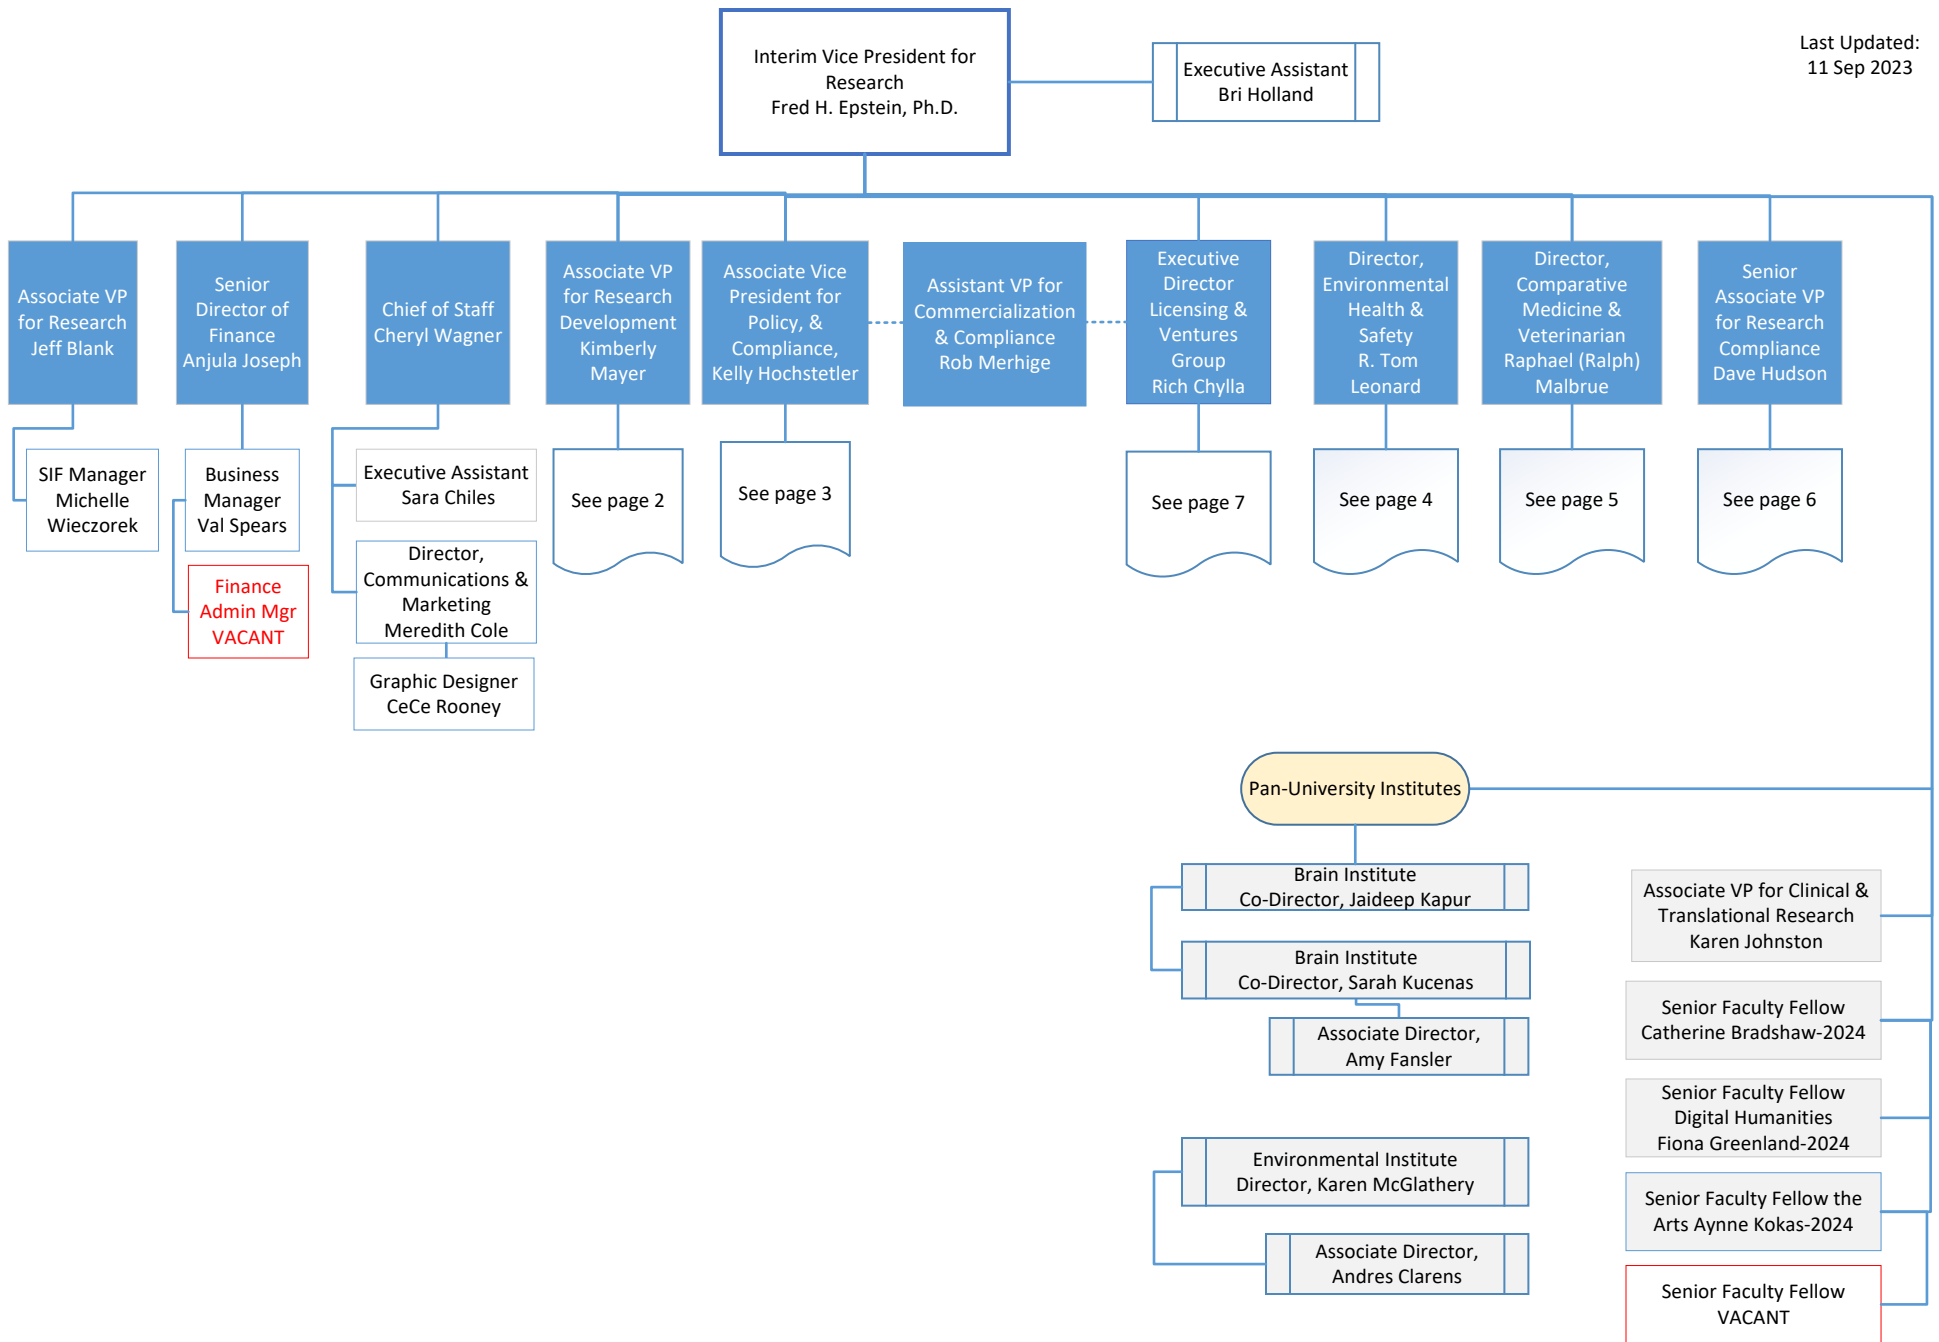 Interim Vice President for
Research
Fred H. Epstein, Ph.D.
Executive Assistant
Bri Holland
Last Updated:
11 Sep 2023
Associate VP
for Research
Jeff Blank
Senior
Director of
Finance
Anjula Joseph
Chief of Staff
Cheryl Wagner
Associate VP
for Research
Development
Kimberly
Mayer
Associate Vice
President for
Policy, &
Compliance,
Kelly Hochstetler
Assistant VP for
Commercialization
& Compliance
Rob Merhige
Executive
Director
Licensing &
Ventures
Group
Rich Chylla
Director,
Environmental
Health &
Safety
R. Tom
Leonard
Director,
Comparative
Medicine &
Veterinarian
Raphael (Ralph)
Malbrue
Senior
Associate VP
for Research
Compliance
Dave Hudson
SIF Manager
Michelle
Wieczorek
Business
Manager
Val Spears
Finance
Admin Mgr
VACANT
Executive Assistant
Sara Chiles
Director,
Communications &
Marketing
Meredith Cole
Graphic Designer
CeCe Rooney
See page 2
See page 3
See page 7
See page 4
See page 5
See page 6
Pan-University Institutes
Brain Institute
Co-Director, Jaideep Kapur
Brain Institute
Co-Director, Sarah Kucenas
Associate Director,
Amy Fansler
Environmental Institute
Director, Karen McGlathery
Associate Director,
Andres Clarens
Associate VP for Clinical &
Translational Research
Karen Johnston
Senior Faculty Fellow
Catherine Bradshaw-2024
Senior Faculty Fellow
Digital Humanities
Fiona Greenland-2024
Senior Faculty Fellow the
Arts Aynne Kokas-2024
Senior Faculty Fellow
VACANT